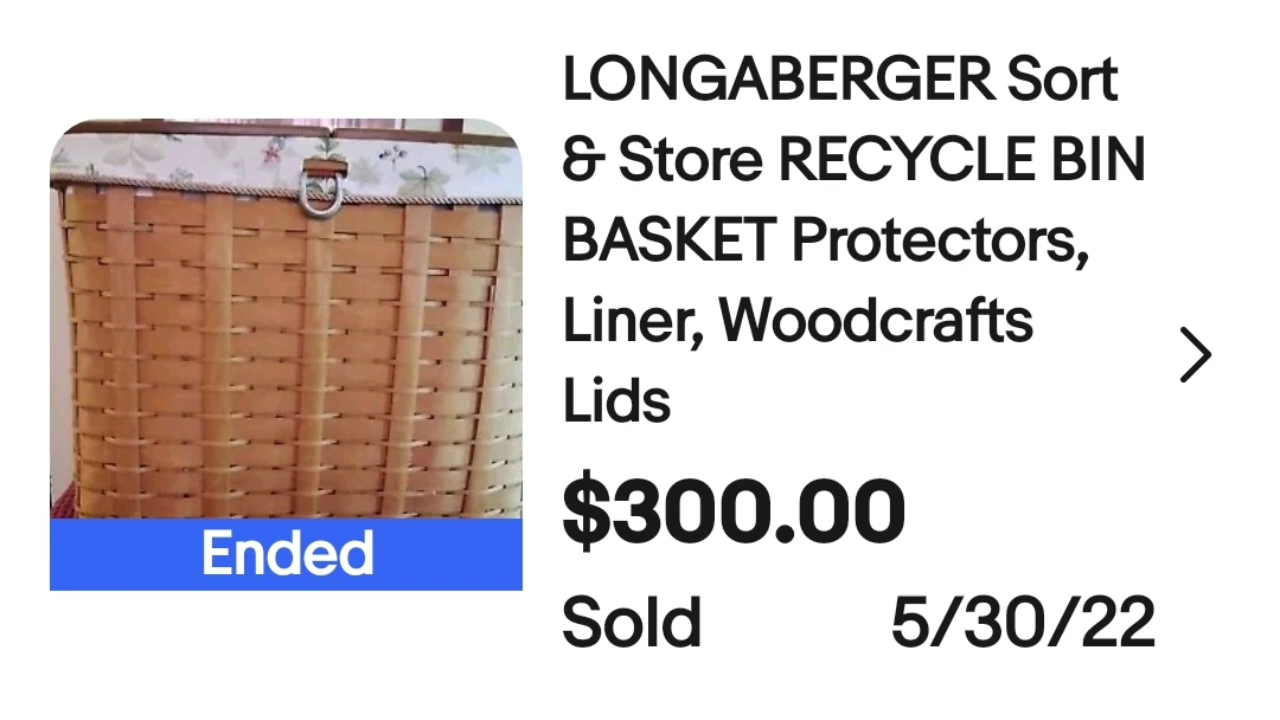 LONGABERGER Sort
& Store RECYCLE BIN
BASKET Protectors,
Liner, Woodcrafts
Lids
$300.00
Ended
Sold 5/30/22